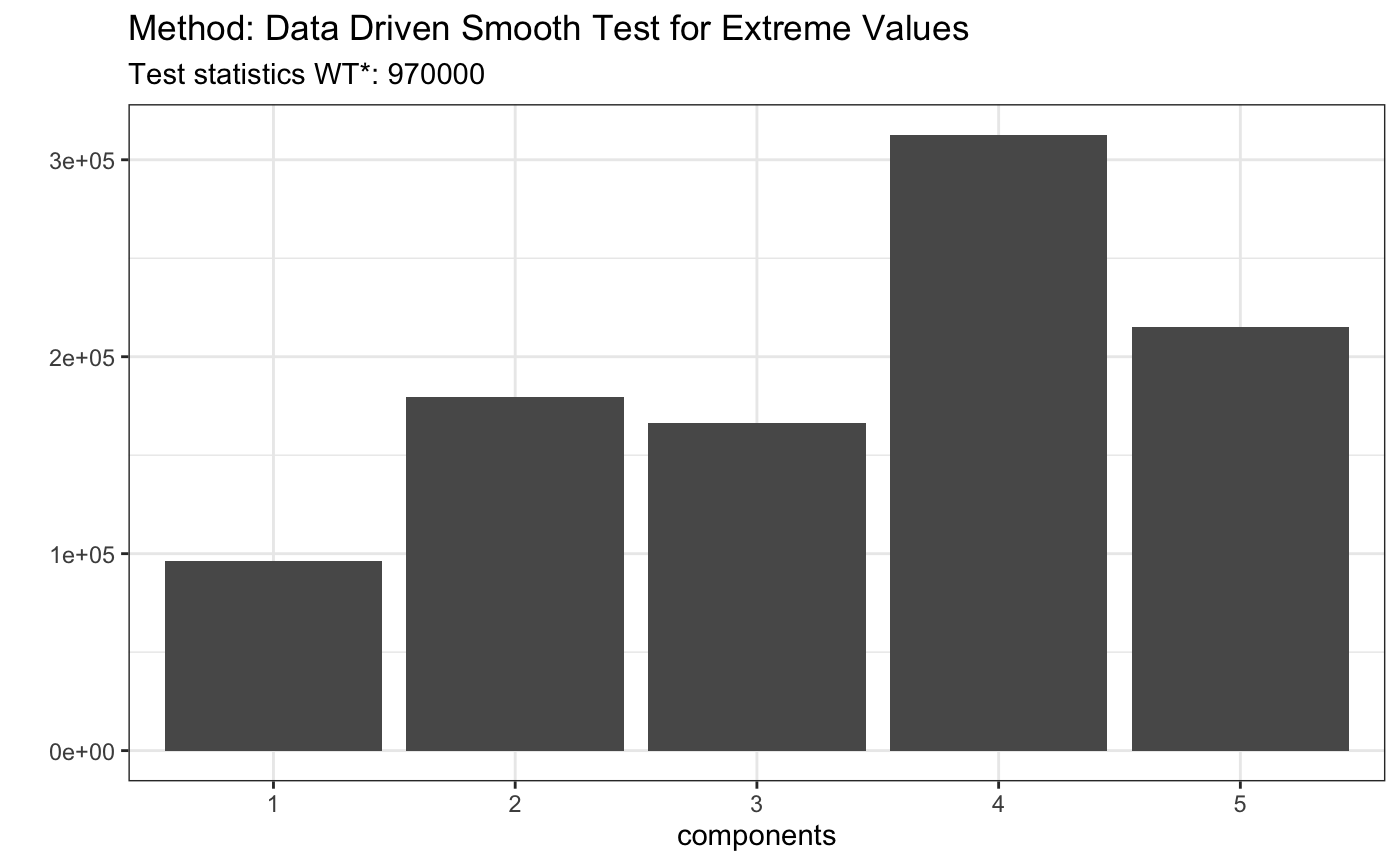 Method: Data Driven Smooth Test for Extreme Values
Test statistics WT*: 970000
3e+05
2e+05
1e+05
0e+00
1 2 3 4 5
components